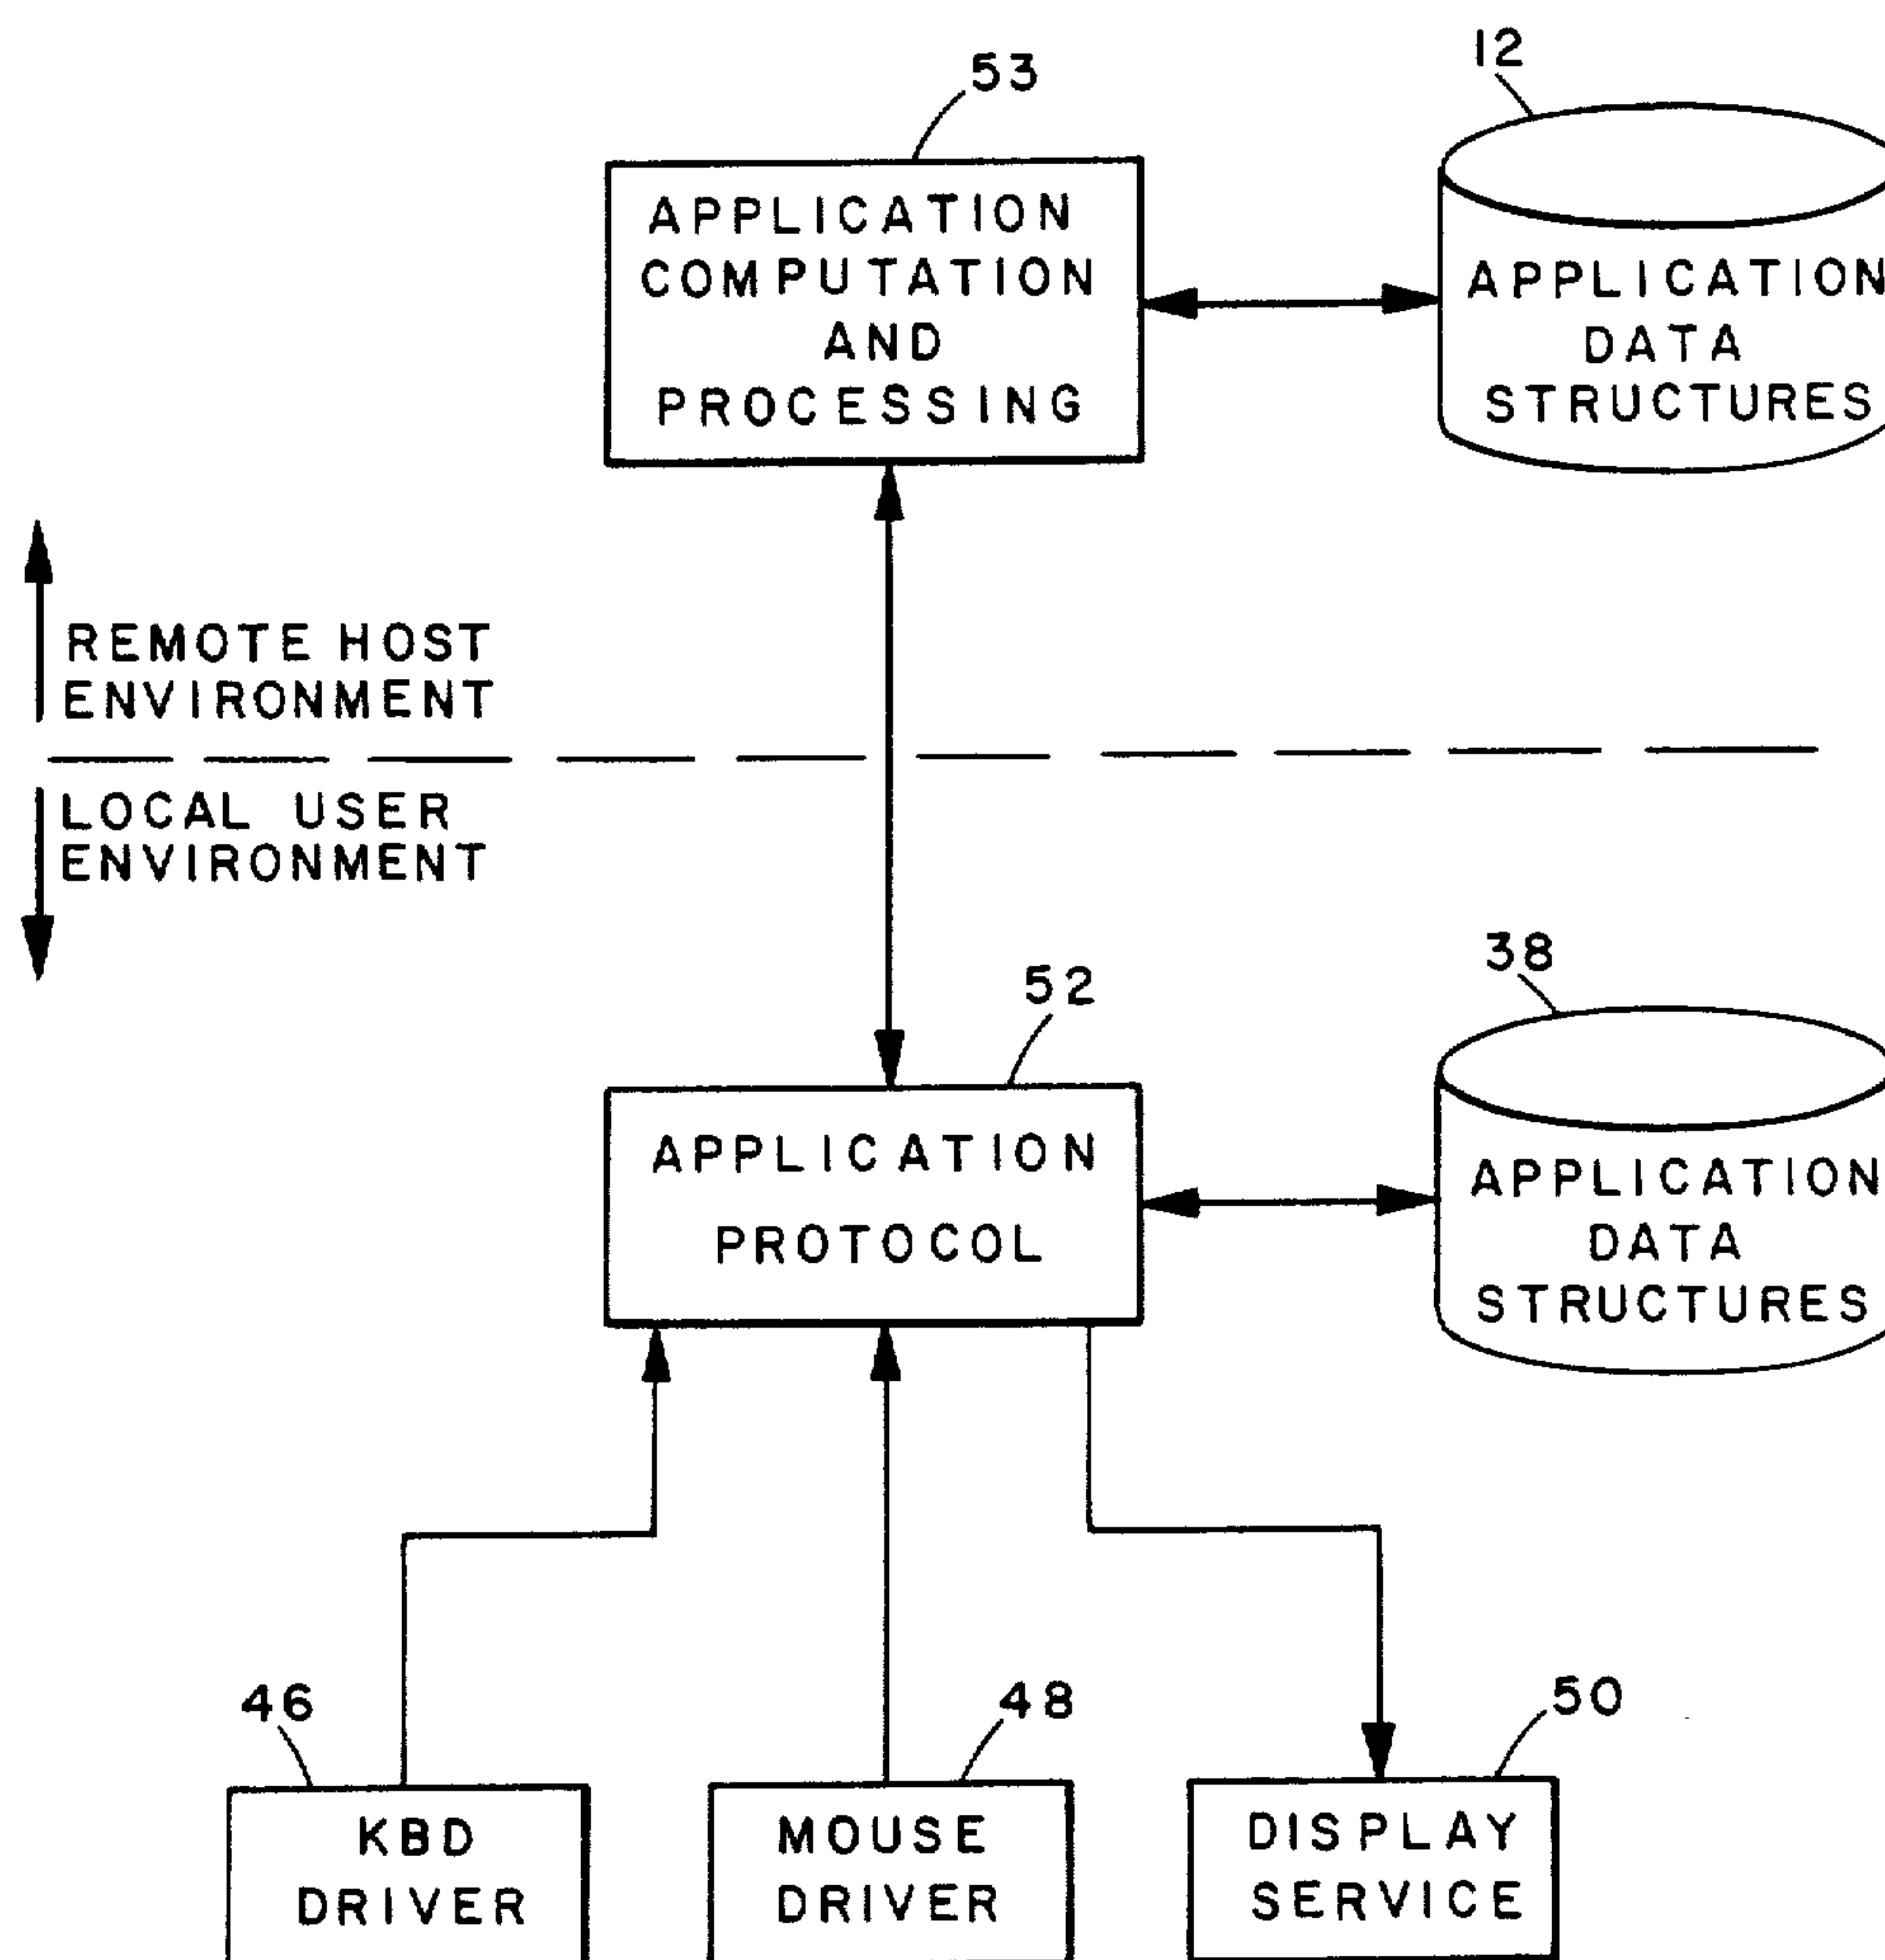 53
12
APPLICATION
COMPUTATION
AND
PROCESSING
APPLICATION
DATA
STRUCTURES
REMOTE HOST
ENVIRONMENT
LOCAL USER
ENVIRONMENT
52
38
APPLICATION
PROTOCOL
APPLICATION
DATA
STRUCTURES
46
48
50
KBD
DRIVER
MOUSE
DRIVER
DISPLAY
SERVICE